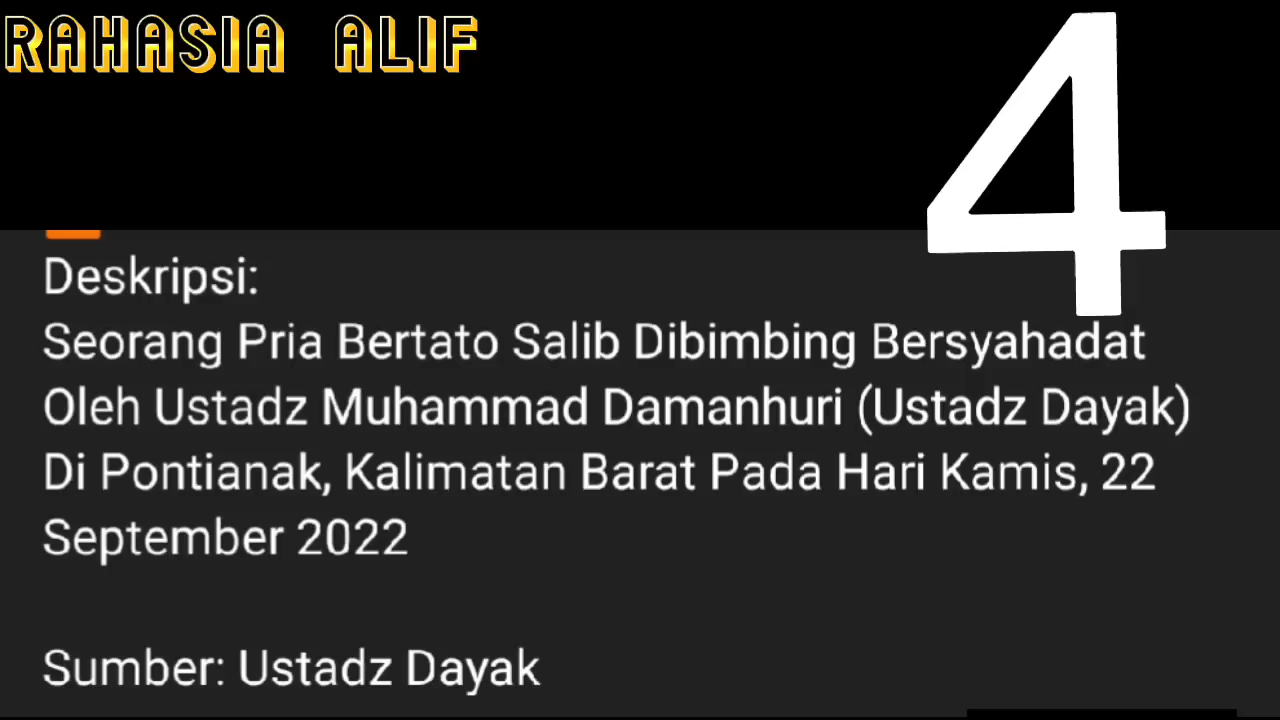 RAHASIA ALIF
4
Deskripsi:
Seorang Pria Bertato Salib Dibimbing Bersyahadat
Oleh Ustadz Muhammad Damanhuri (Ustadz Dayak)
Di Pontianak, Kalimatan Barat Pada Hari Kamis, 22
September 2022
Sumber: Ustadz Dayak